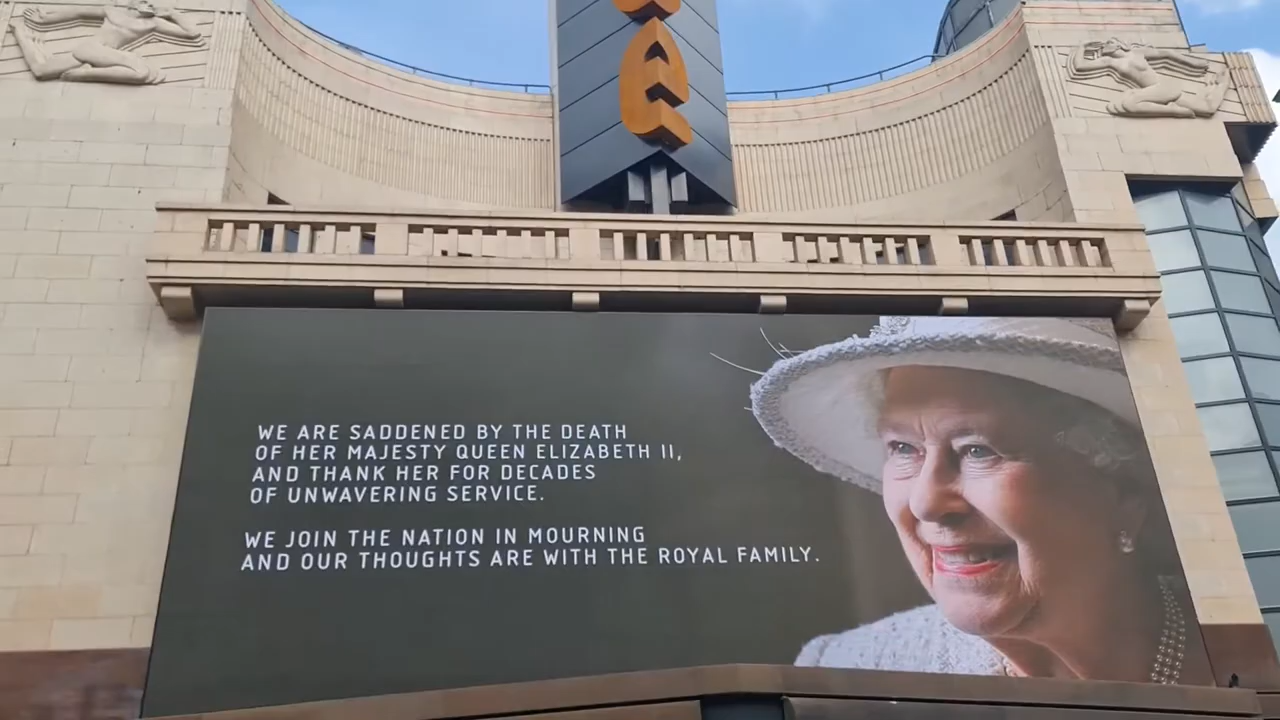 WE ARE SADDENED BY THE DEATH
OF HER MAJESTY QUEEN ELIZABETH II,
AND THANK HER FOR DECADES
OF UNWAVERING SERVICE.
WE JOIN THE NATION IN MOURNING
AND OUR THOUGHTS ARE WITH THE ROYAL FAMILY.